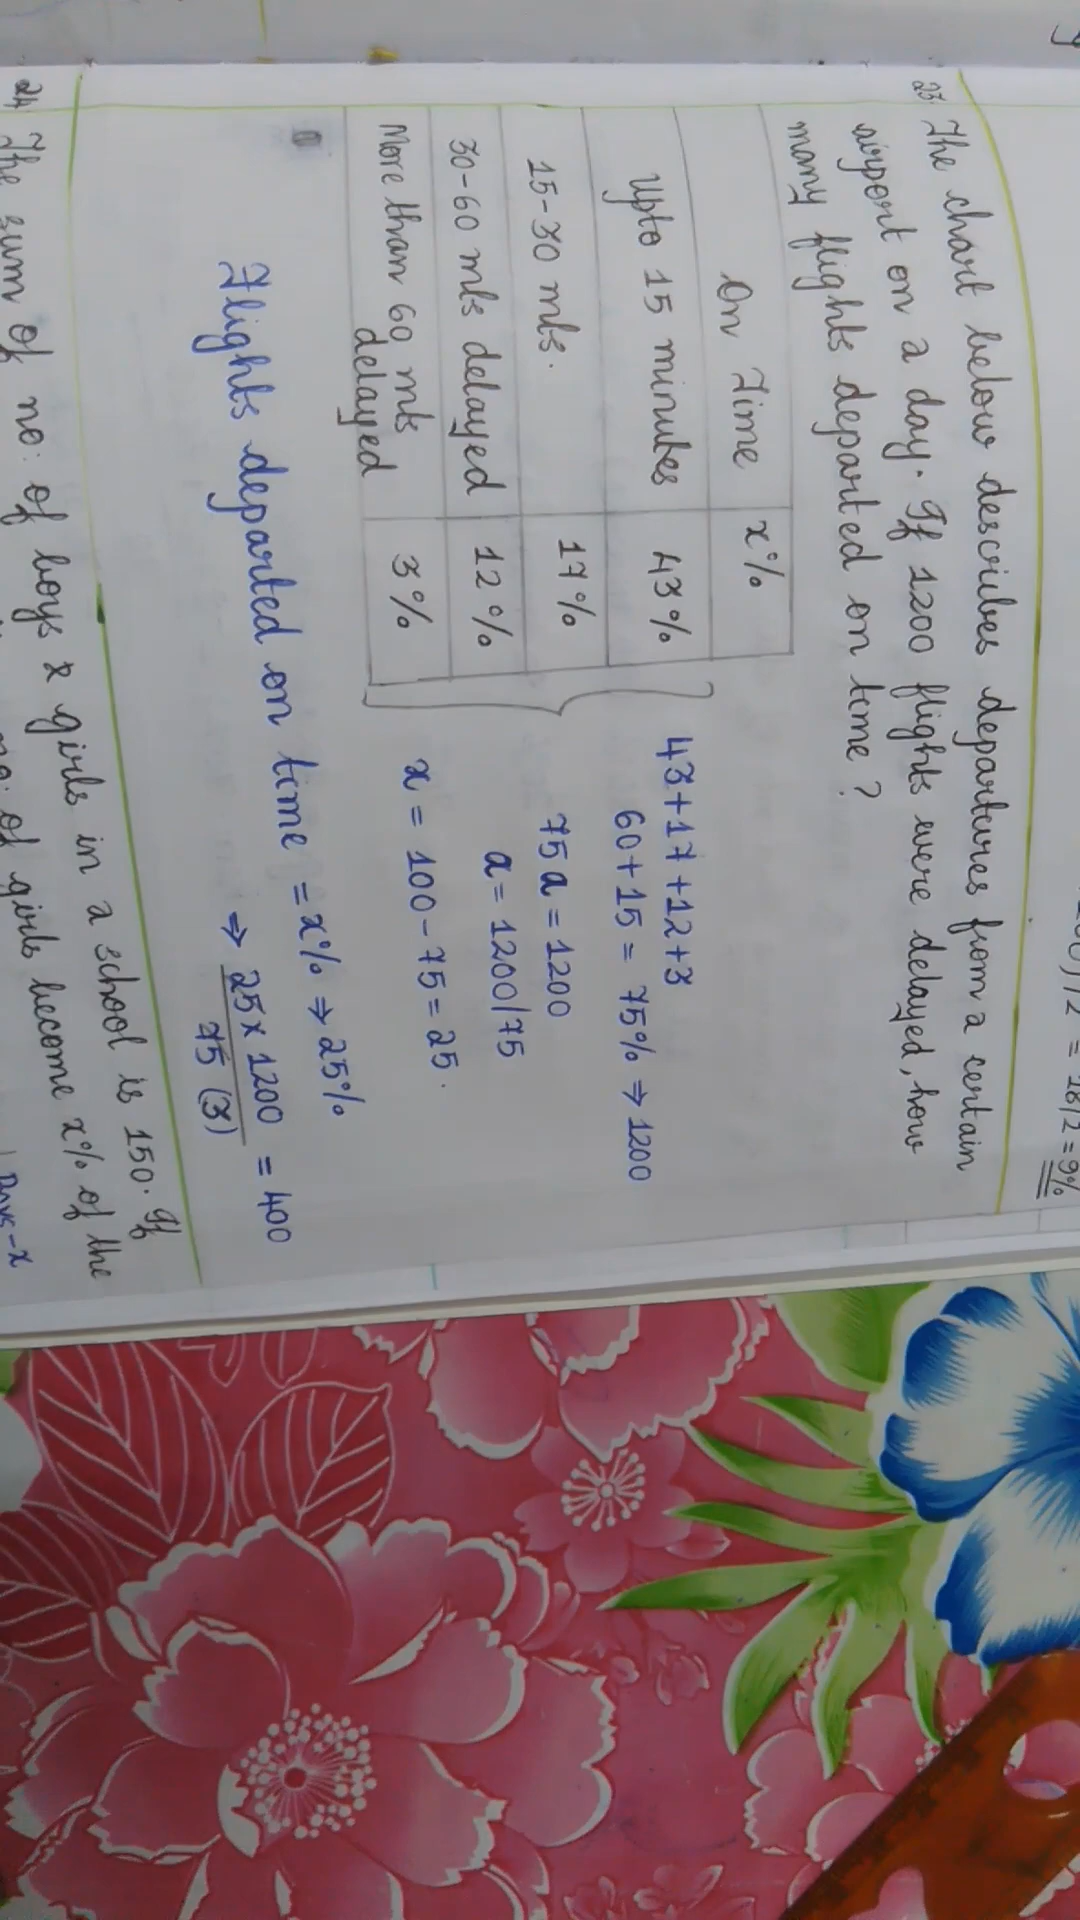 = 18/2 = 9%
23. The chart below describes departures from a certain
airport on a day. If 1200 flights were delayed, how
many flights departed on time?
On Time x%
Upto 15 minutes 43%
15-30 mts. 17%
30-60 mts delayed 12%
More than 60 mts
delayed 3%
43+17+12+3
60+15 = 75% ⇒ 1200
75a = 1200
a = 1200/75
x = 100-75 = 25.
Flights departed on time = x% ⇒ 25%
⇒ 25 x 1200 = 400
75 (3)
24. The sum of no: of boys & girls in a school is 150. If
no: of girls become x% of the
Boys-x